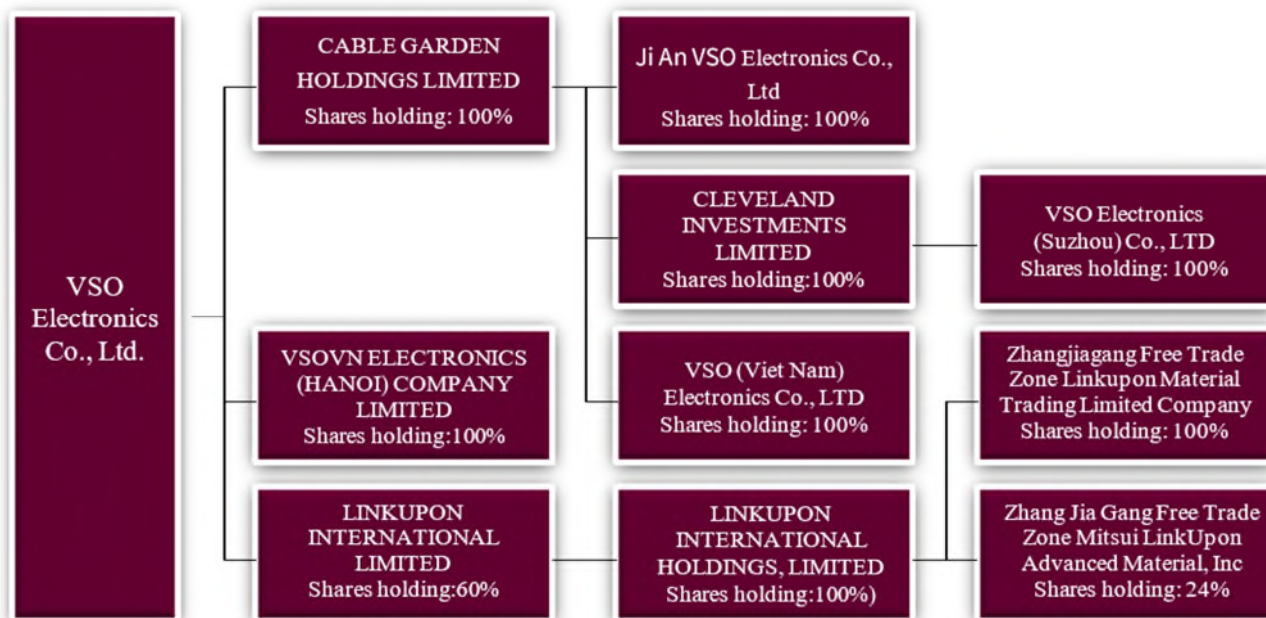 VSO
Electronics
Co., Ltd.
CABLE GARDEN
HOLDINGS LIMITED
Shares holding: 100%
VSOVN ELECTRONICS
(HANOI) COMPANY
LIMITED
Shares holding:100%
LINKUPON
INTERNATIONAL
LIMITED
Shares holding:60%
Ji An VSO Electronics Co.,
Ltd
Shares holding: 100%
CLEVELAND
INVESTMENTS
LIMITED
Shares holding:100%
VSO (Viet Nam)
Electronics Co., LTD
Shares holding: 100%
LINKUPON
INTERNATIONAL
HOLDINGS, LIMITED
Shares holding:100%)
VSO Electronics
(Suzhou) Co., LTD
Shares holding: 100%
Zhangjiagang Free Trade
Zone Linkupon Material
Trading Limited Company
Shares holding: 100%
Zhang Jia Gang Free Trade
Zone Mitsui LinkUpon
Advanced Material, Inc
Shares holding: 24%